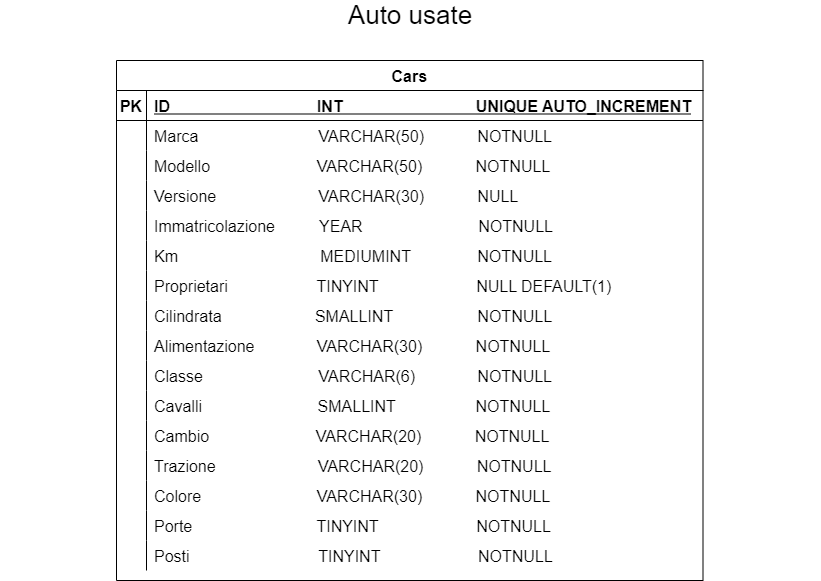 Auto usate
Cars
PK ID INT UNIQUE AUTO_INCREMENT
Marca VARCHAR(50) NOTNULL
Modello VARCHAR(50) NOTNULL
Versione VARCHAR(30) NULL
Immatricolazione YEAR NOTNULL
Km MEDIUMINT NOTNULL
Proprietari TINYINT NULL DEFAULT(1)
Cilindrata SMALLINT NOTNULL
Alimentazione VARCHAR(30) NOTNULL
Classe VARCHAR(6) NOTNULL
Cavalli SMALLINT NOTNULL
Cambio VARCHAR(20) NOTNULL
Trazione VARCHAR(20) NOTNULL
Colore VARCHAR(30) NOTNULL
Porte TINYINT NOTNULL
Posti TINYINT NOTNULL